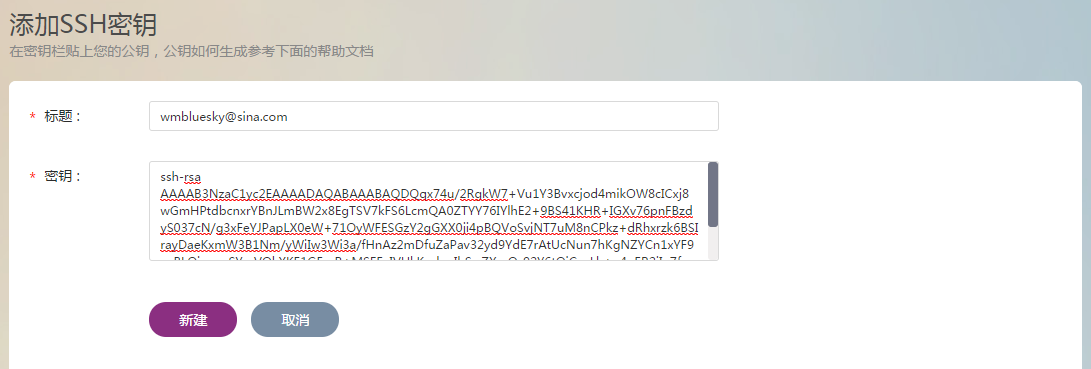 添加SSH密钥
在密钥栏贴上您的公钥，公钥如何生成参考下面的帮助文档
* 标题：
wmbluesky@sina.com
* 密钥：
ssh-rsa
AAAAB3NzaC1yc2EAAAADAQABAAABAQDQgx74u/2RgkW7+Vu1Y3Bvxcjod4mikOW8cICxj8
wGmHPtdbcnxrYBnJLmBW2x8EgTSV7kFS6LcmQA0ZTYY76IYlhE2+9BS41KHR+IGXv76pnFBzd
yS037cN/g3xFeYJPapLX0eW+71OyWFESGzY2gGXX0ji4pBQVoSvjNT7uM8nCPkz+dRhxrzk6BSI
rayDaeKxmW3B1Nm/yWiIw3Wi3a/fHnAz2mDfuZaPav32yd9YdE7rAtUcNun7hKgNZYCn1xYF9
新建
取消